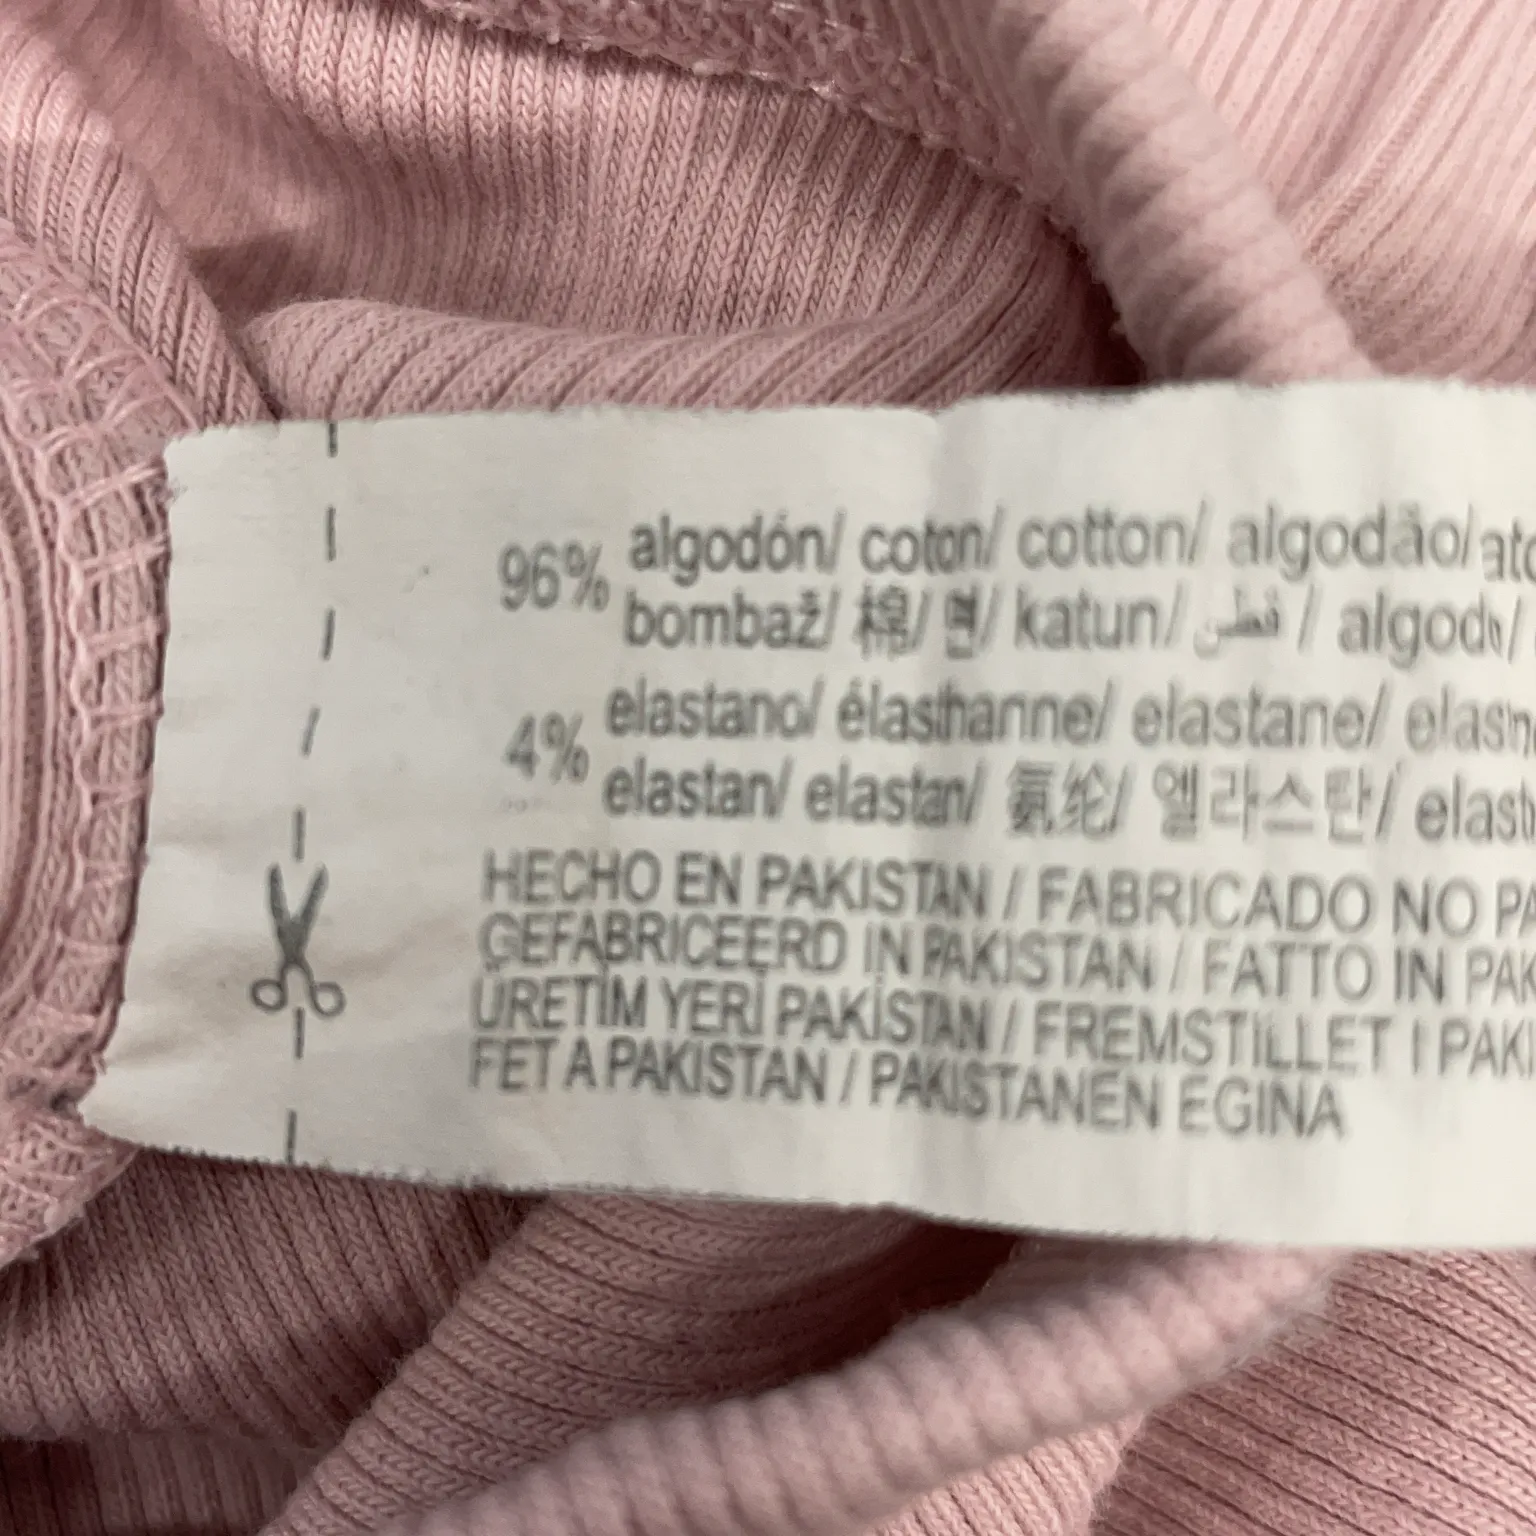 96% algodón/ coton/ cotton/ algodão/
bombaž/ 棉/ 면/ katun/ قطن /
4% elastano/ élasthanne/ elastane/
elastan/ elastan/ 氨纶/ 엘라스탄/
HECHO EN PAKISTAN / FABRICADO NO
GEFABRICEERD IN PAKISTAN / FATTO IN
ÜRETİM YERİ PAKİSTAN / FREMSTILLET I
FET A PAKISTAN / PAKISTANEN EGINA